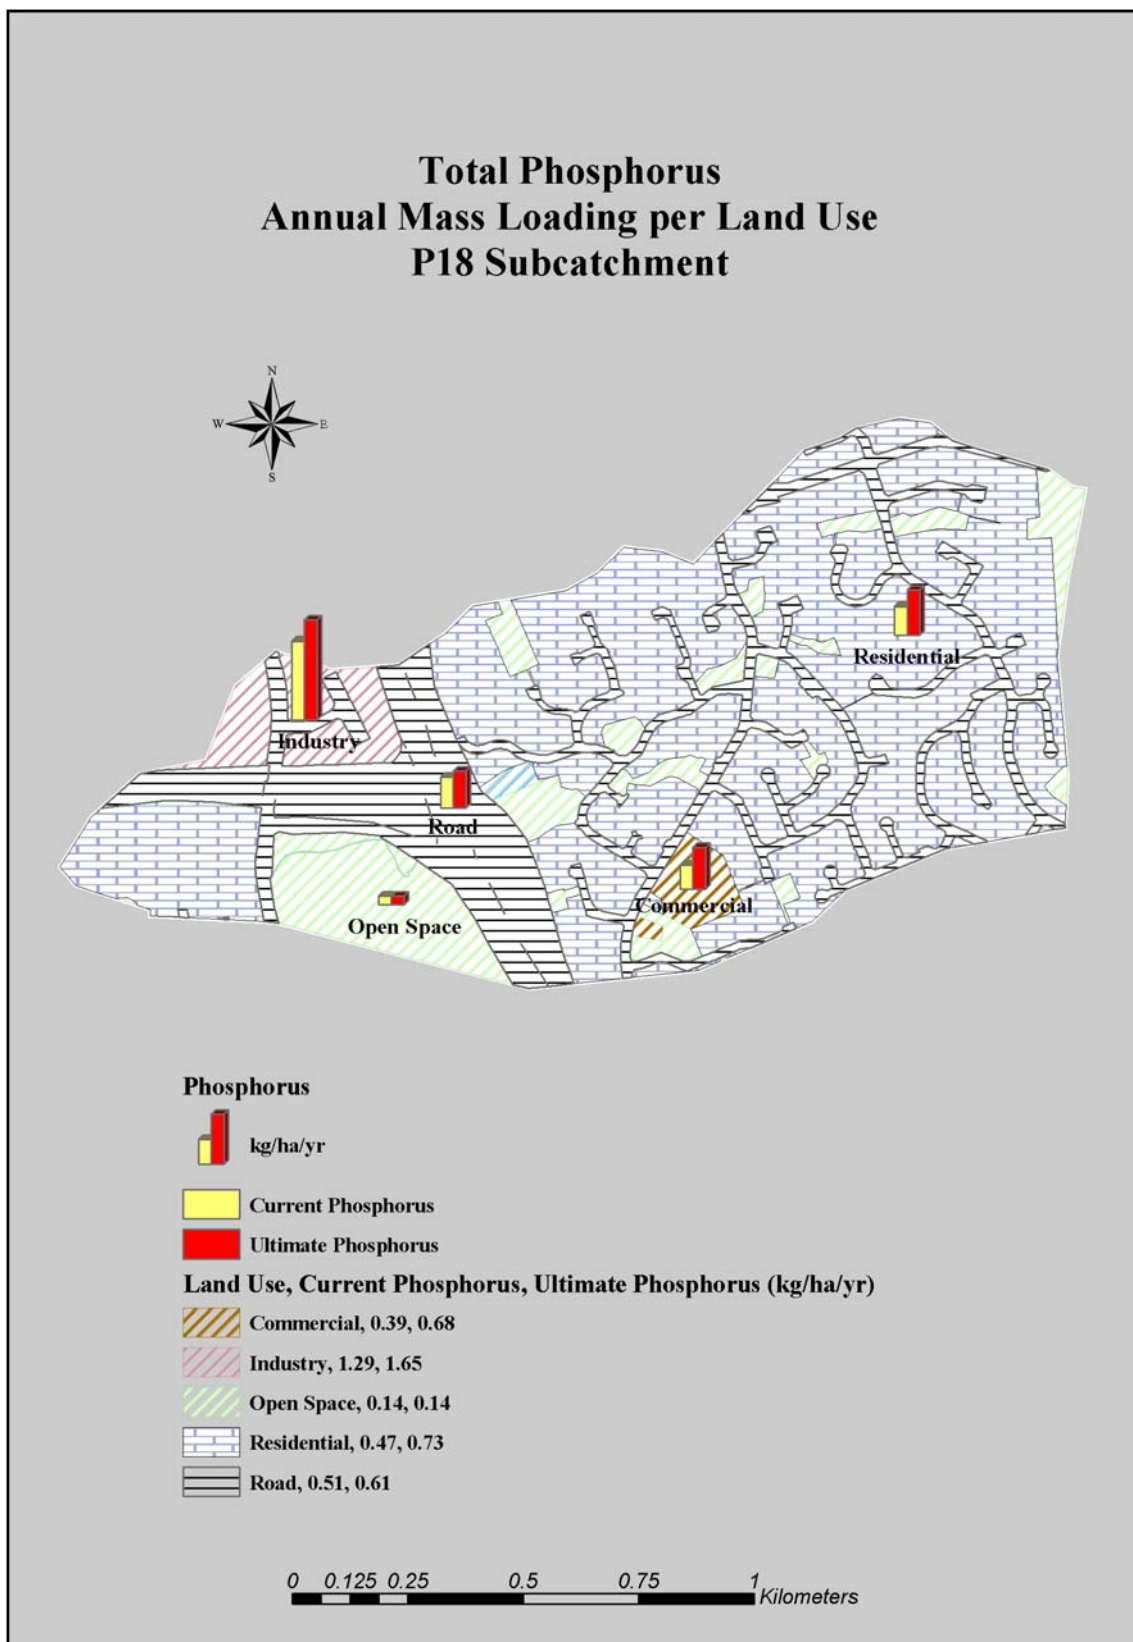 Total Phosphorus
Annual Mass Loading per Land Use
P18 Subcatchment
N
W
E
S
Residential
Industry
Road
Commercial
Open Space
Phosphorus
kg/ha/yr
Current Phosphorus
Ultimate Phosphorus
Land Use, Current Phosphorus, Ultimate Phosphorus (kg/ha/yr)
Commercial, 0.39, 0.68
Industry, 1.29, 1.65
Open Space, 0.14, 0.14
Residential, 0.47, 0.73
Road, 0.51, 0.61
0 0.125 0.25 0.5 0.75 1
Kilometers